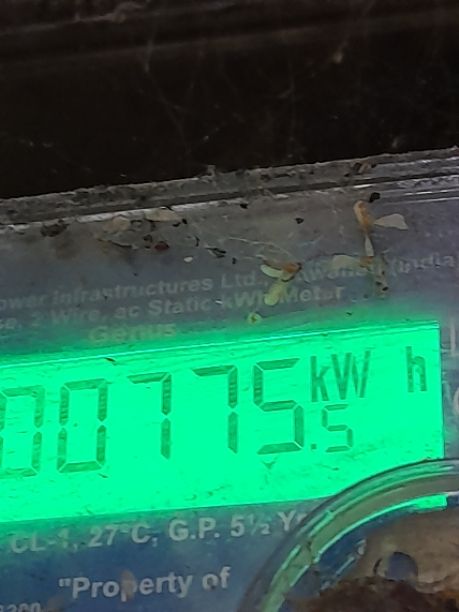 ower Infrastructures Ltd.
e, 2 Wire, ac Static kWh Meter
Genus
00775.5 kW h
CL-1, 27°C, G.P. 5½ Y
"Property of
3200